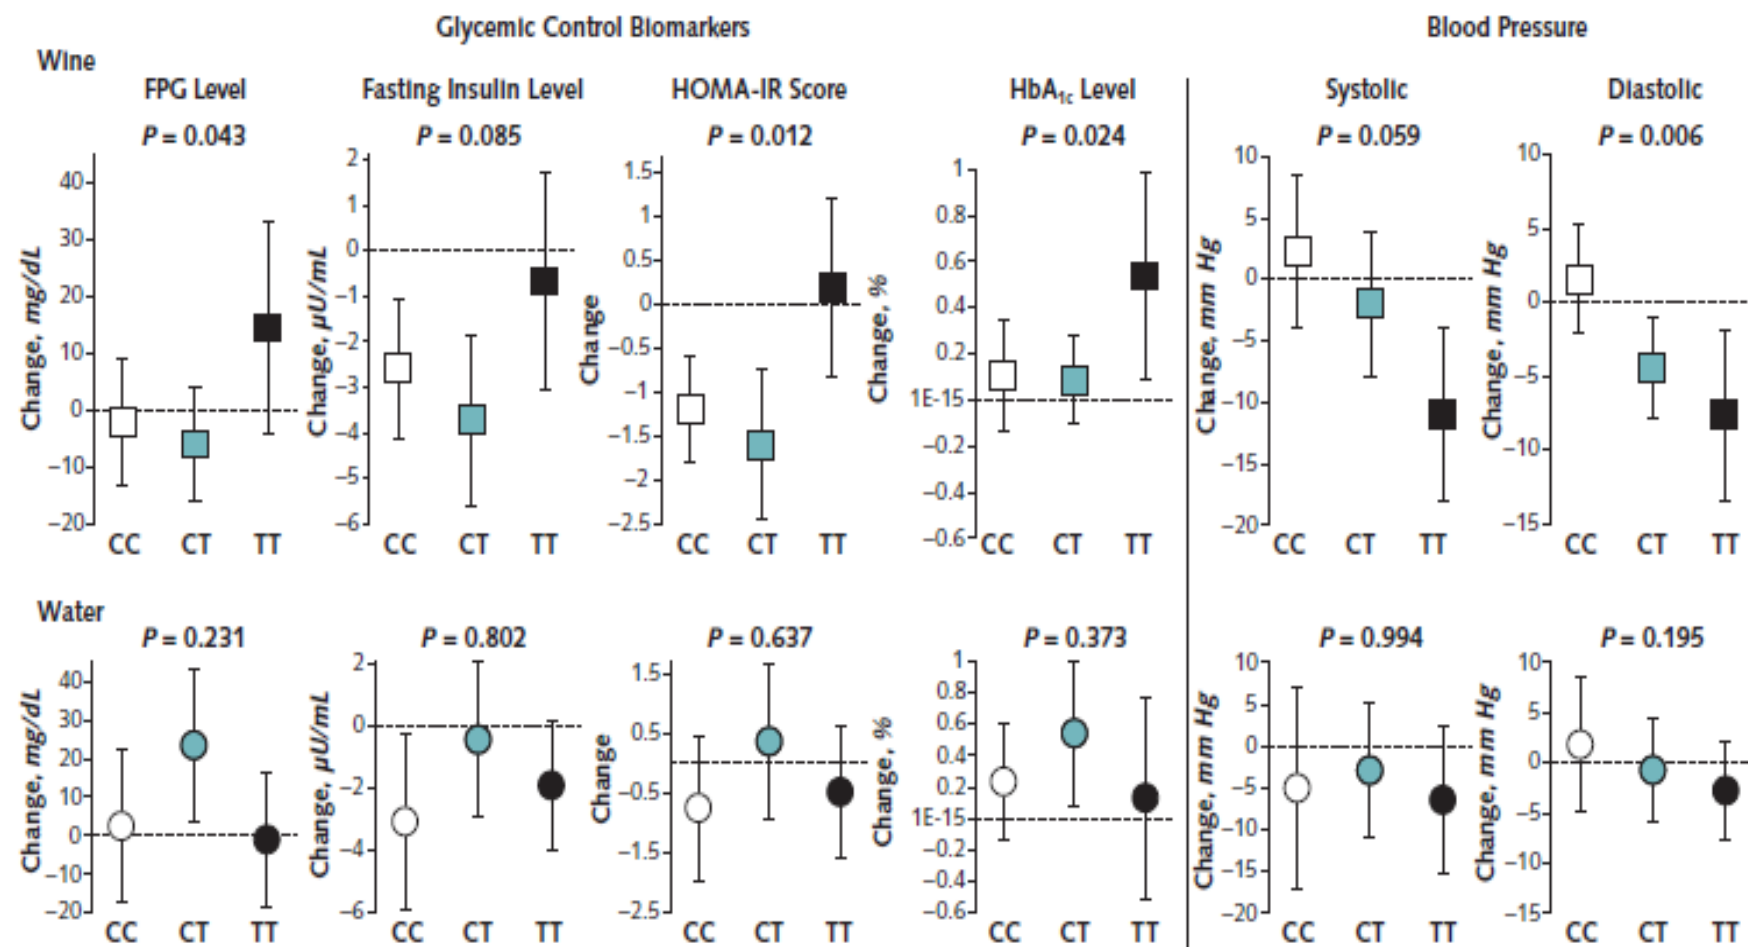 Glycemic Control Biomarkers Blood Pressure
Wine
FPG Level Fasting Insulin Level HOMA-IR Score HbA1c Level Systolic Diastolic
P = 0.043 P = 0.085 P = 0.012 P = 0.024 P = 0.059 P = 0.006
Change, mg/dL
40
30
20
10
0
–10
–20
CC CT TT
Change, µU/mL
2
1
0
–1
–2
–3
–4
–5
–6
CC CT TT
Change
1.5
1
0.5
0
–0.5
–1
–1.5
–2
–2.5
CC CT TT
Change, %
1
0.8
0.6
0.4
0.2
1E-15
–0.2
–0.4
–0.6
CC CT TT
Change, mm Hg
10
5
0
–5
–10
–15
–20
CC CT TT
Change, mm Hg
10
5
0
–5
–10
–15
CC CT TT
Water
P = 0.231 P = 0.802 P = 0.637 P = 0.373 P = 0.994 P = 0.195
Change, mg/dL
40
30
20
10
0
–10
–20
CC CT TT
Change, µU/mL
2
0
–2
–4
–6
CC CT TT
Change
1.5
0.5
–0.5
–1.5
–2.5
CC CT TT
Change, %
1
0.8
0.6
0.4
0.2
1E-15
–0.2
–0.4
–0.6
CC CT TT
Change, mm Hg
10
5
0
–5
–10
–15
–20
CC CT TT
Change, mm Hg
10
5
0
–5
–10
–15
CC CT TT